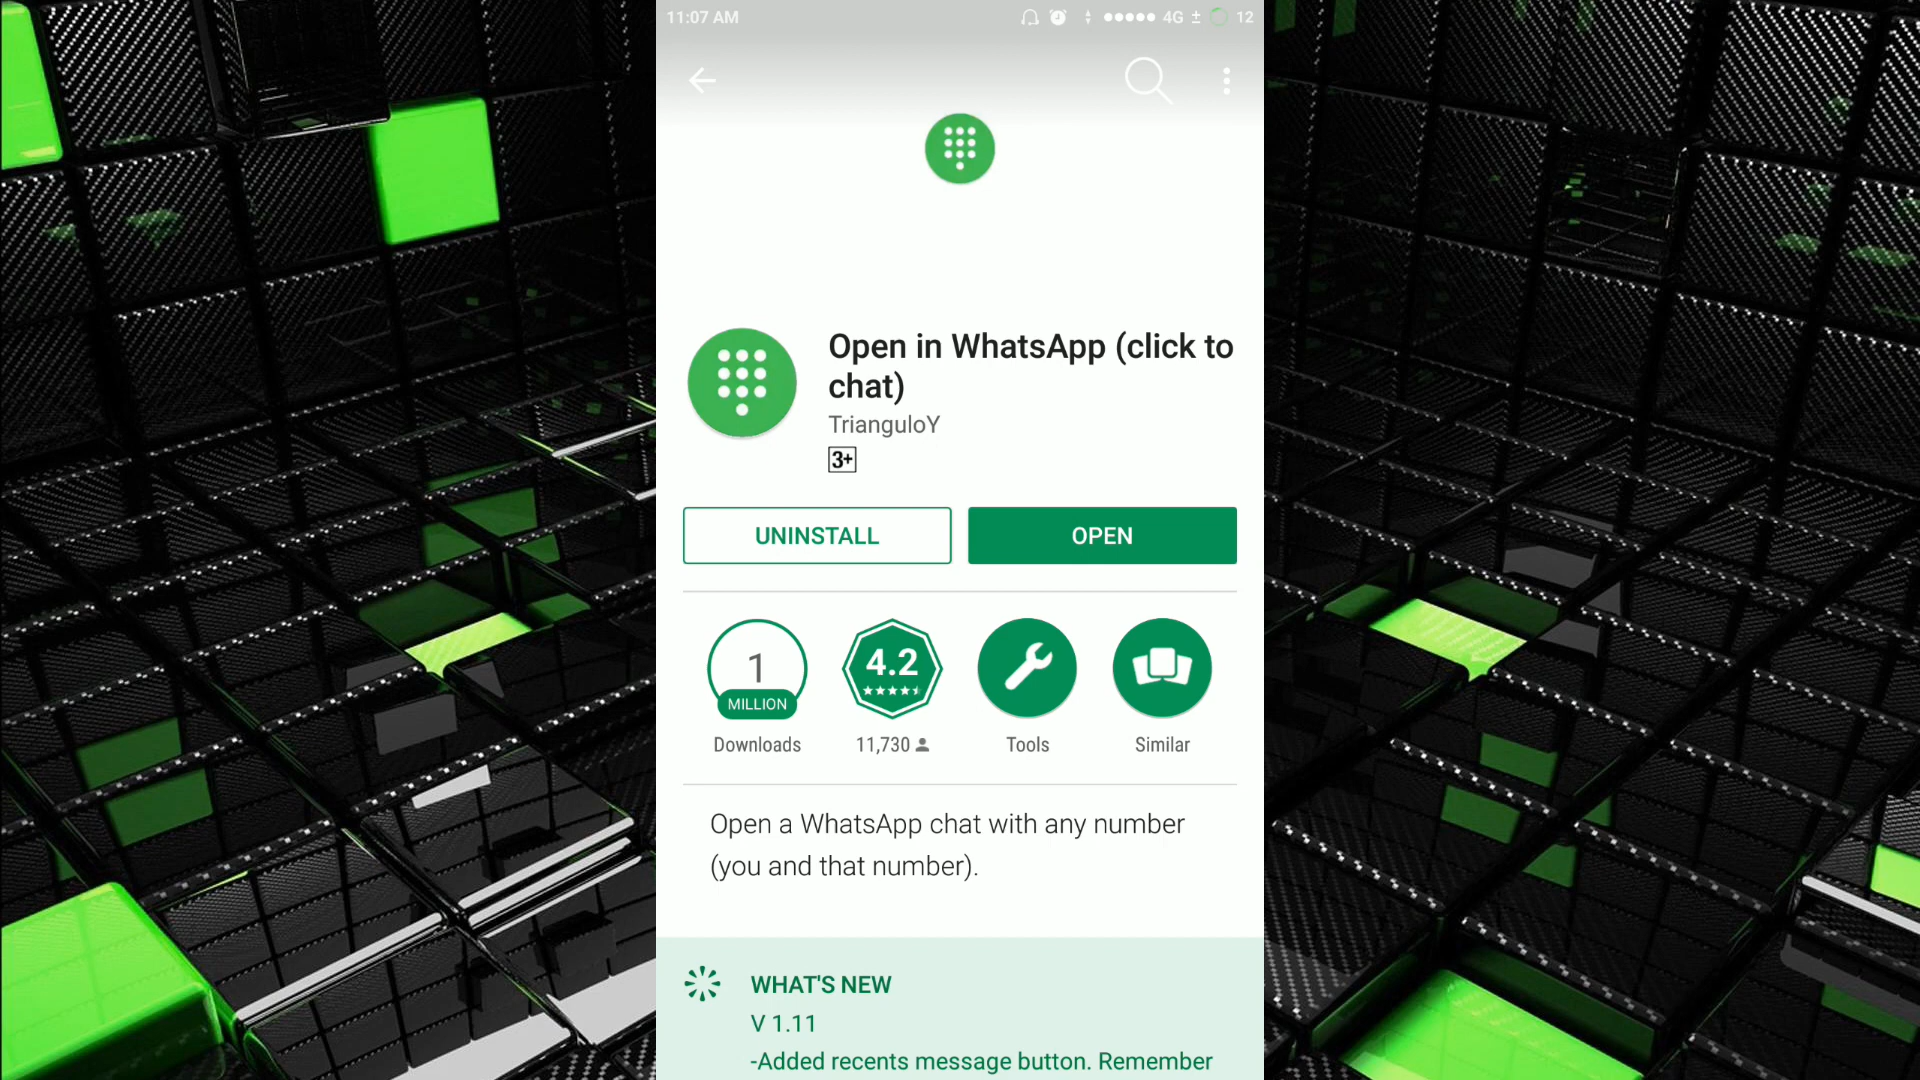 11:07 AM
4G ± 12
Open in WhatsApp (click to
chat)
TrianguloY
3+
UNINSTALL
OPEN
1
MILLION
4.2
Downloads
11,730
Tools
Similar
Open a WhatsApp chat with any number
(you and that number).
WHAT'S NEW
V 1.11
-Added recents message button. Remember